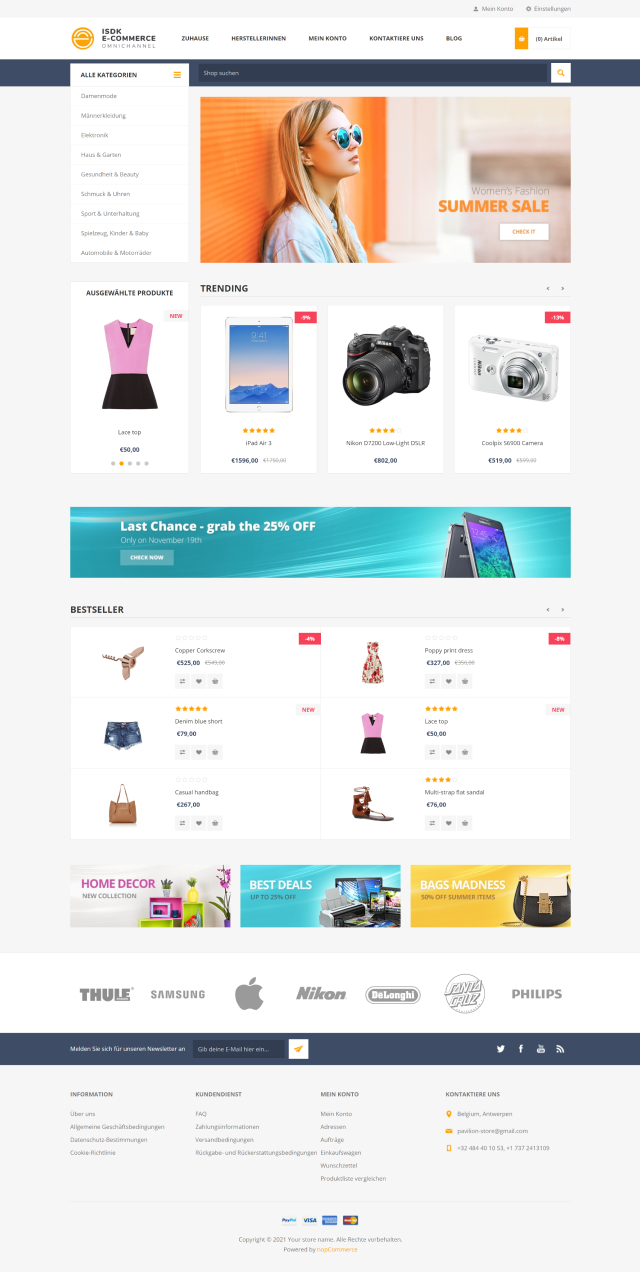 Mein Konto
Einstellungen
ISDK
E-COMMERCE
OMNICHANNEL
ZUHAUSE
HERSTELLERINNEN
MEIN KONTO
KONTAKTIERE UNS
BLOG
(0) Artikel
ALLE KATEGORIEN
Shop suchen
Damenmode
Männerkleidung
Elektronik
Haus & Garten
Gesundheit & Beauty
Schmuck & Uhren
Sport & Unterhaltung
Spielzeug, Kinder & Baby
Automobile & Motorräder
Women's Fashion
SUMMER SALE
CHECK IT
AUSGEWÄHLTE PRODUKTE
NEW
Lace top
€50,00
TRENDING
-9%
9:41
iPad Air 3
€1596,00 €1790,00
Nikon
Nikon D7200 Low-Light DSLR
€802,00
-13%
Nikon
Coolpix S6900 Camera
€519,00 €599,00
Last Chance - grab the 25% OFF
Only on November 19th
CHECK NOW
BESTSELLER
-4%
Copper Corkscrew
€525,00 €549,00
-8%
Poppy print dress
€327,00 €356,00
NEW
Denim blue short
€79,00
NEW
Lace top
€50,00
Casual handbag
€267,00
Multi-strap flat sandal
€76,00
HOME DECOR
NEW COLLECTION
BEST DEALS
UP TO 25% OFF
BAGS MADNESS
50% OFF SUMMER ITEMS
THULE
SAMSUNG
Nikon
DeLonghi
SANTA CRUZ
PHILIPS
Melden Sie sich für unseren Newsletter an
Gib deine E-Mail hier ein...
INFORMATION
Über uns
Allgemeine Geschäftsbedingungen
Datenschutz-Bestimmungen
Cookie-Richtlinie
KUNDENDIENST
FAQ
Zahlungsinformationen
Versandbedingungen
Rückgabe- und Rückerstattungsbedingungen
MEIN KONTO
Mein Konto
Adressen
Aufträge
Einkaufswagen
Wunschzettel
Produktliste vergleichen
KONTAKTIERE UNS
Belgium, Antwerpen
pavilion-store@gmail.com
+32 484 40 10 53, +1 737 2413109
PayPal
VISA
Copyright © 2021 Your store name. Alle Rechte vorbehalten.
Powered by nopCommerce